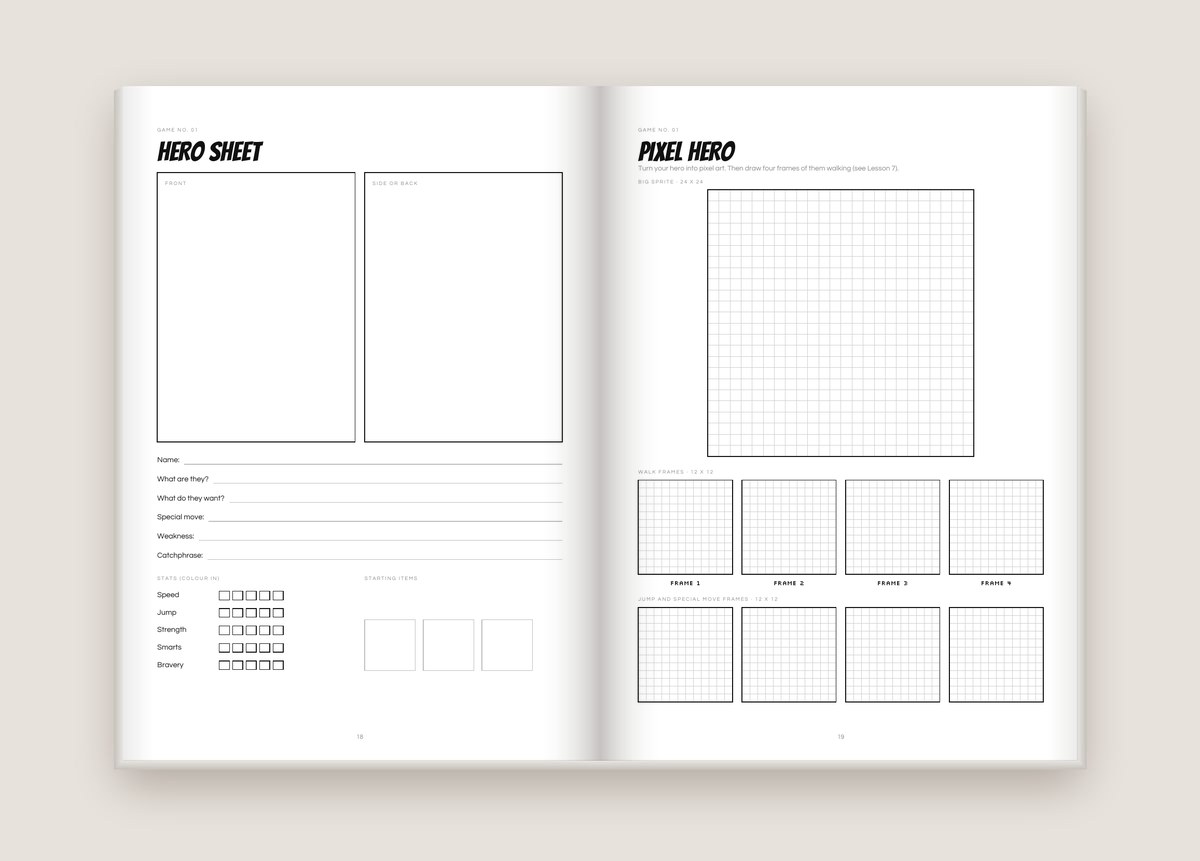 GAME NO. 01
HERO SHEET
FRONT
SIDE OR BACK
Name:
What are they?
What do they want?
Special move:
Weakness:
Catchphrase:
STATS (COLOUR IN)
STARTING ITEMS
Speed
Jump
Strength
Smarts
Bravery
18
GAME NO. 01
PIXEL HERO
Turn your hero into pixel art. Then draw four frames of them walking (see Lesson 7).
BIG SPRITE · 24 X 24
WALK FRAMES · 12 X 12
FRAME 1
FRAME 2
FRAME 3
FRAME 4
JUMP AND SPECIAL MOVE FRAMES · 12 X 12
19